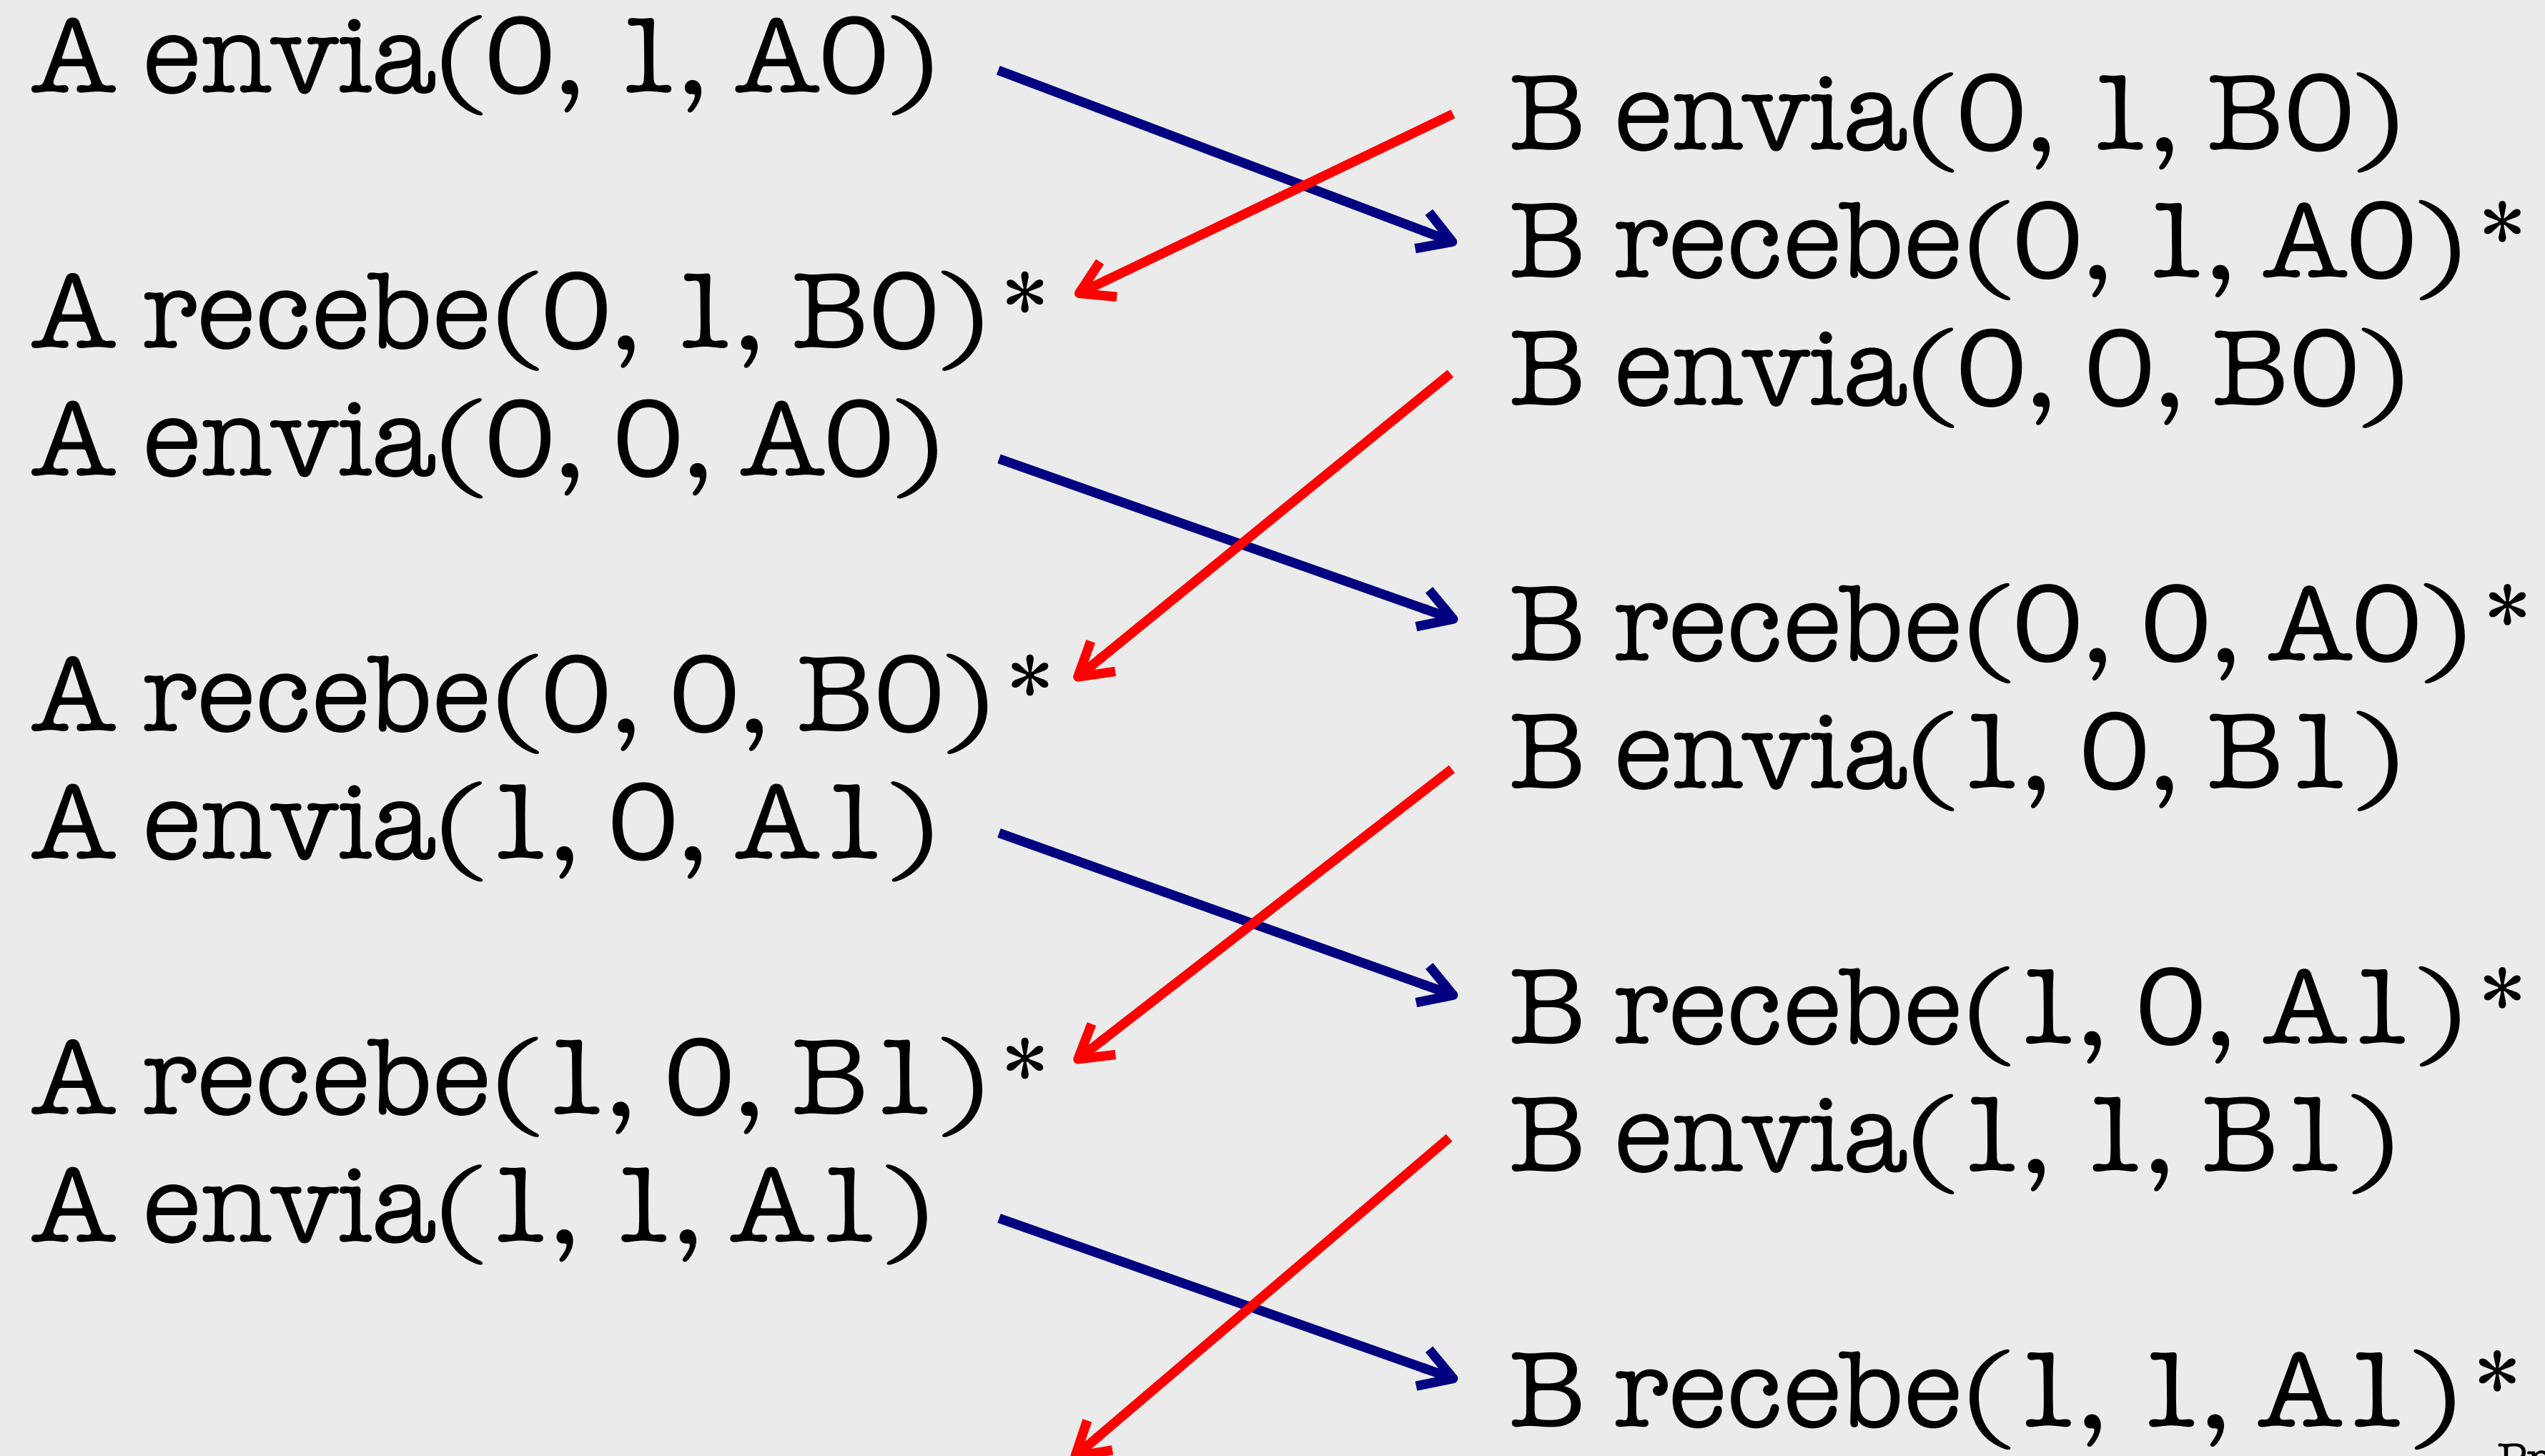 A envia(0, 1, A0)
B envia(0, 1, B0)
B recebe(0, 1, A0)*
A recebe(0, 1, B0)*
B envia(0, 0, B0)
A envia(0, 0, A0)
B recebe(0, 0, A0)*
A recebe(0, 0, B0)*
B envia(1, 0, B1)
A envia(1, 0, A1)
B recebe(1, 0, A1)*
A recebe(1, 0, B1)*
B envia(1, 1, B1)
A envia(1, 1, A1)
B recebe(1, 1, A1)*